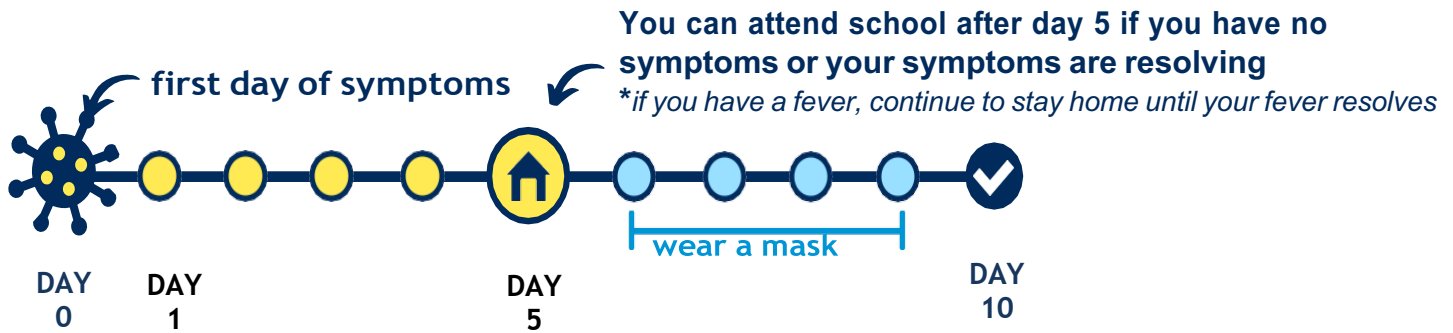 You can attend school after day 5 if you have no
symptoms or your symptoms are resolving
*if you have a fever, continue to stay home until your fever resolves
first day of symptoms
wear a mask
DAY
0
DAY
1
DAY
5
DAY
10